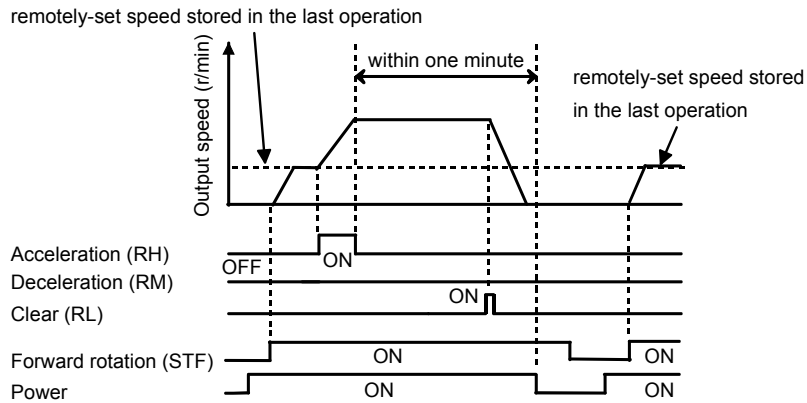 remotely-set speed stored in the last operation
within one minute
remotely-set speed stored
in the last operation
Output speed (r/min)
Acceleration (RH)
OFF
ON
Deceleration (RM)
ON
Clear (RL)
Forward rotation (STF)
ON
ON
Power
ON
ON